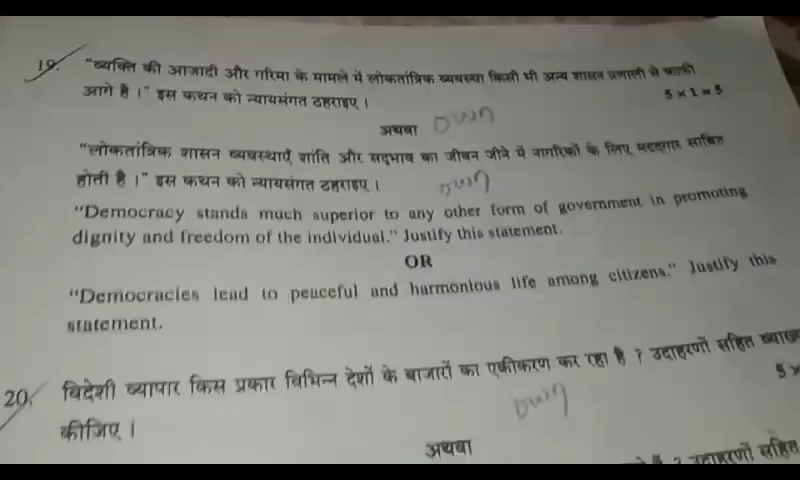 19. "व्यक्ति की आजादी और गरिमा के मामले में लोकतांत्रिक व्यवस्था किसी भी अन्य शासन प्रणाली से काफी
आगे है ।" इस कथन को न्यायसंगत ठहराइए । 5 × 1 = 5
अथवा own
"लोकतांत्रिक शासन व्यवस्थाएँ शांति और सद्‌भाव का जीवन जीने में नागरिकों के लिए मददगार साबित
होती है ।" इस कथन को न्यायसंगत ठहराइए । own
"Democracy stands much superior to any other form of government in promoting
dignity and freedom of the individual." Justify this statement.
OR
"Democracies lead to peaceful and harmonious life among citizens." Justify this
statement.
20. विदेशी व्यापार किस प्रकार विभिन्न देशों के बाजारों का एकीकरण कर रहा है ? उदाहरणों सहित
कीजिए । own 5 ×
अथवा
? उदाहरणों सहित